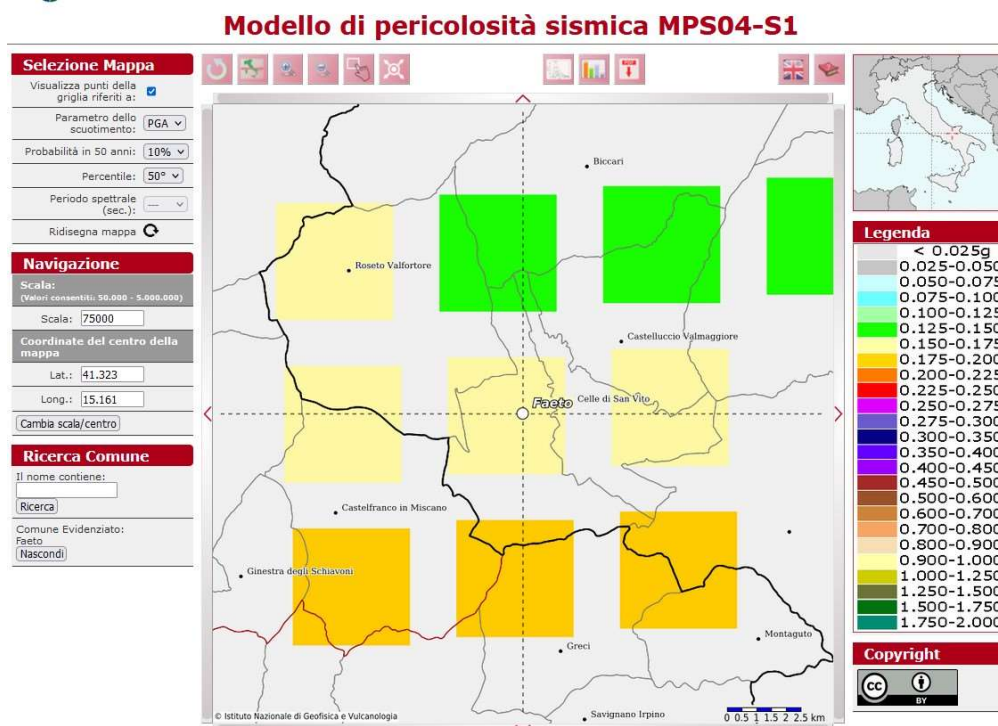 Modello di pericolosità sismica MPS04-S1
Selezione Mappa
Visualizza punti della
griglia riferiti a:
Parametro dello
scuotimento: PGA
Probabilità in 50 anni: 10%
Percentile: 50°
Periodo spettrale
(sec.): ---
Ridisegna mappa
Navigazione
Scala:
(Valori consentiti: 50.000 - 5.000.000)
Scala: 75000
Coordinate del centro della
mappa
Lat.: 41.323
Long.: 15.161
Cambia scala/centro
Ricerca Comune
Il nome contiene:
Ricerca
Comune Evidenziato:
Faeto
Nascondi
Biccari
Roseto Valfortore
Castelluccio Valmaggiore
Faeto
Celle di San Vito
Castelfranco in Miscano
Ginestra degli Schiavoni
Greci
Montaguto
Savignano Irpino
© Istituto Nazionale di Geofisica e Vulcanologia
0 0.5 1 1.5 2 2.5 km
PDF
Legenda
< 0.025g
0.025-0.050
0.050-0.075
0.075-0.100
0.100-0.125
0.125-0.150
0.150-0.175
0.175-0.200
0.200-0.225
0.225-0.250
0.250-0.275
0.275-0.300
0.300-0.350
0.350-0.400
0.400-0.450
0.450-0.500
0.500-0.600
0.600-0.700
0.700-0.800
0.800-0.900
0.900-1.000
1.000-1.250
1.250-1.500
1.500-1.750
1.750-2.000
Copyright
cc
BY